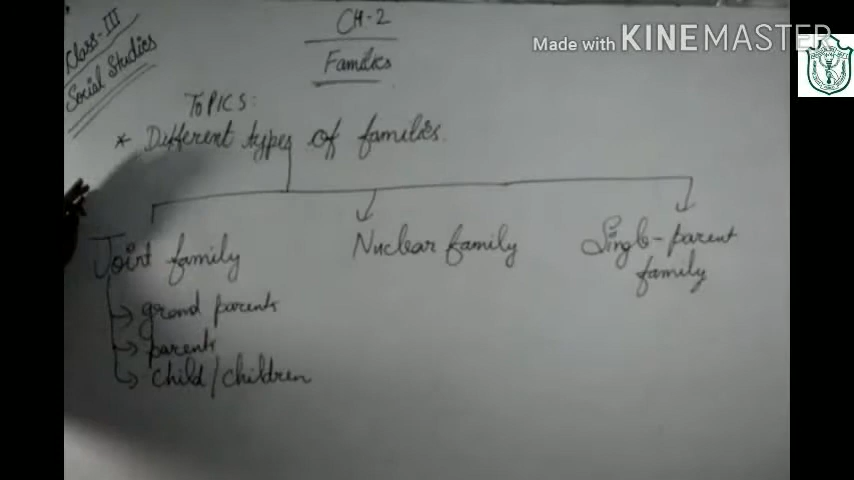 Class-III
Social Studies
CH-2
Families
Made with KINEMASTER
TOPICS:
* Different types of families.
Joint family
Nuclear family
Single-parent
family
→ grand parents
→ parents
→ child/children